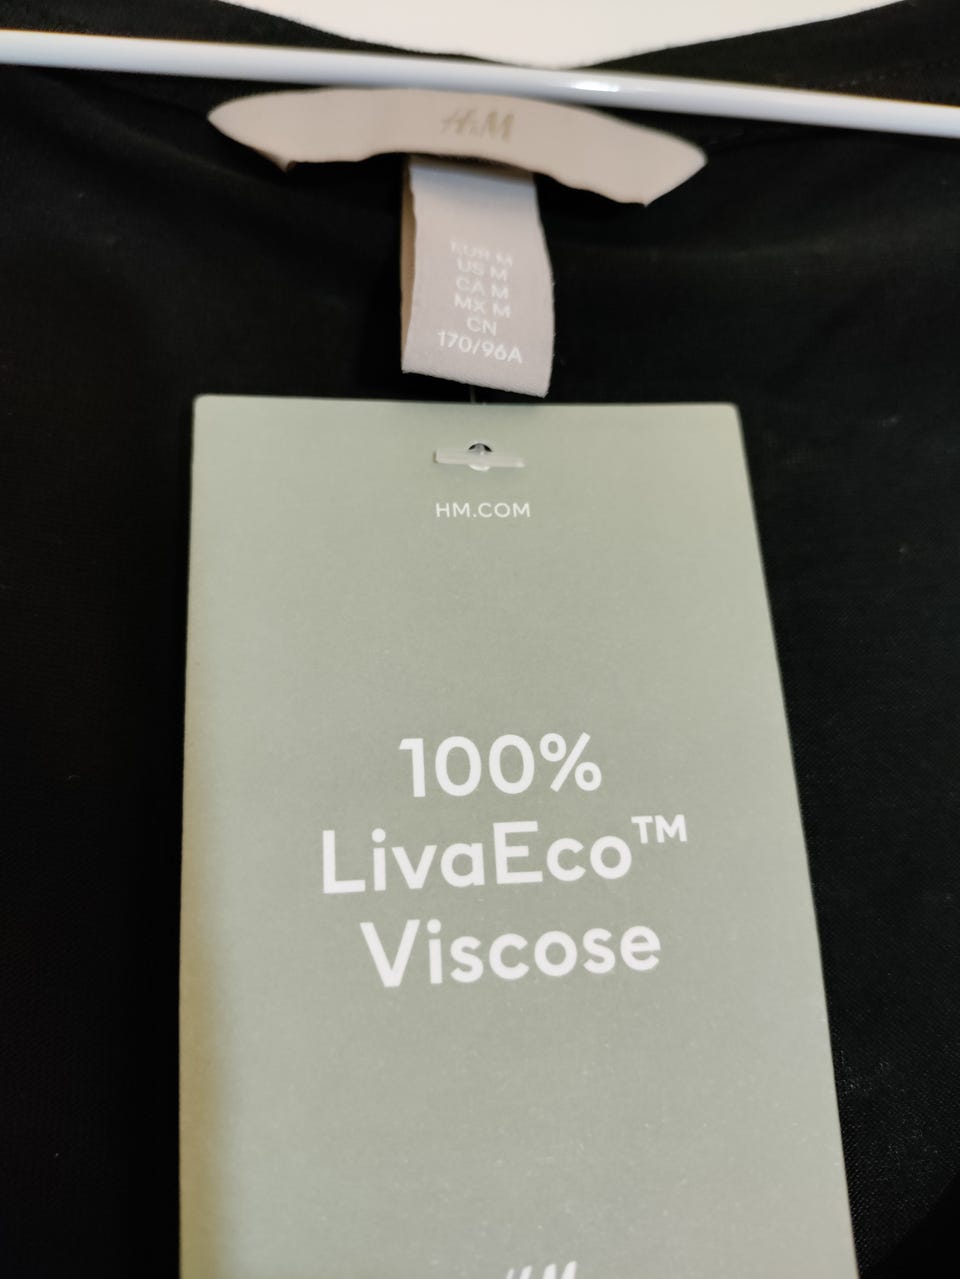 H&M
EUR M
US M
CA M
MX M
CN
170/96A
HM.COM
100%
LivaEco™
Viscose
H&M